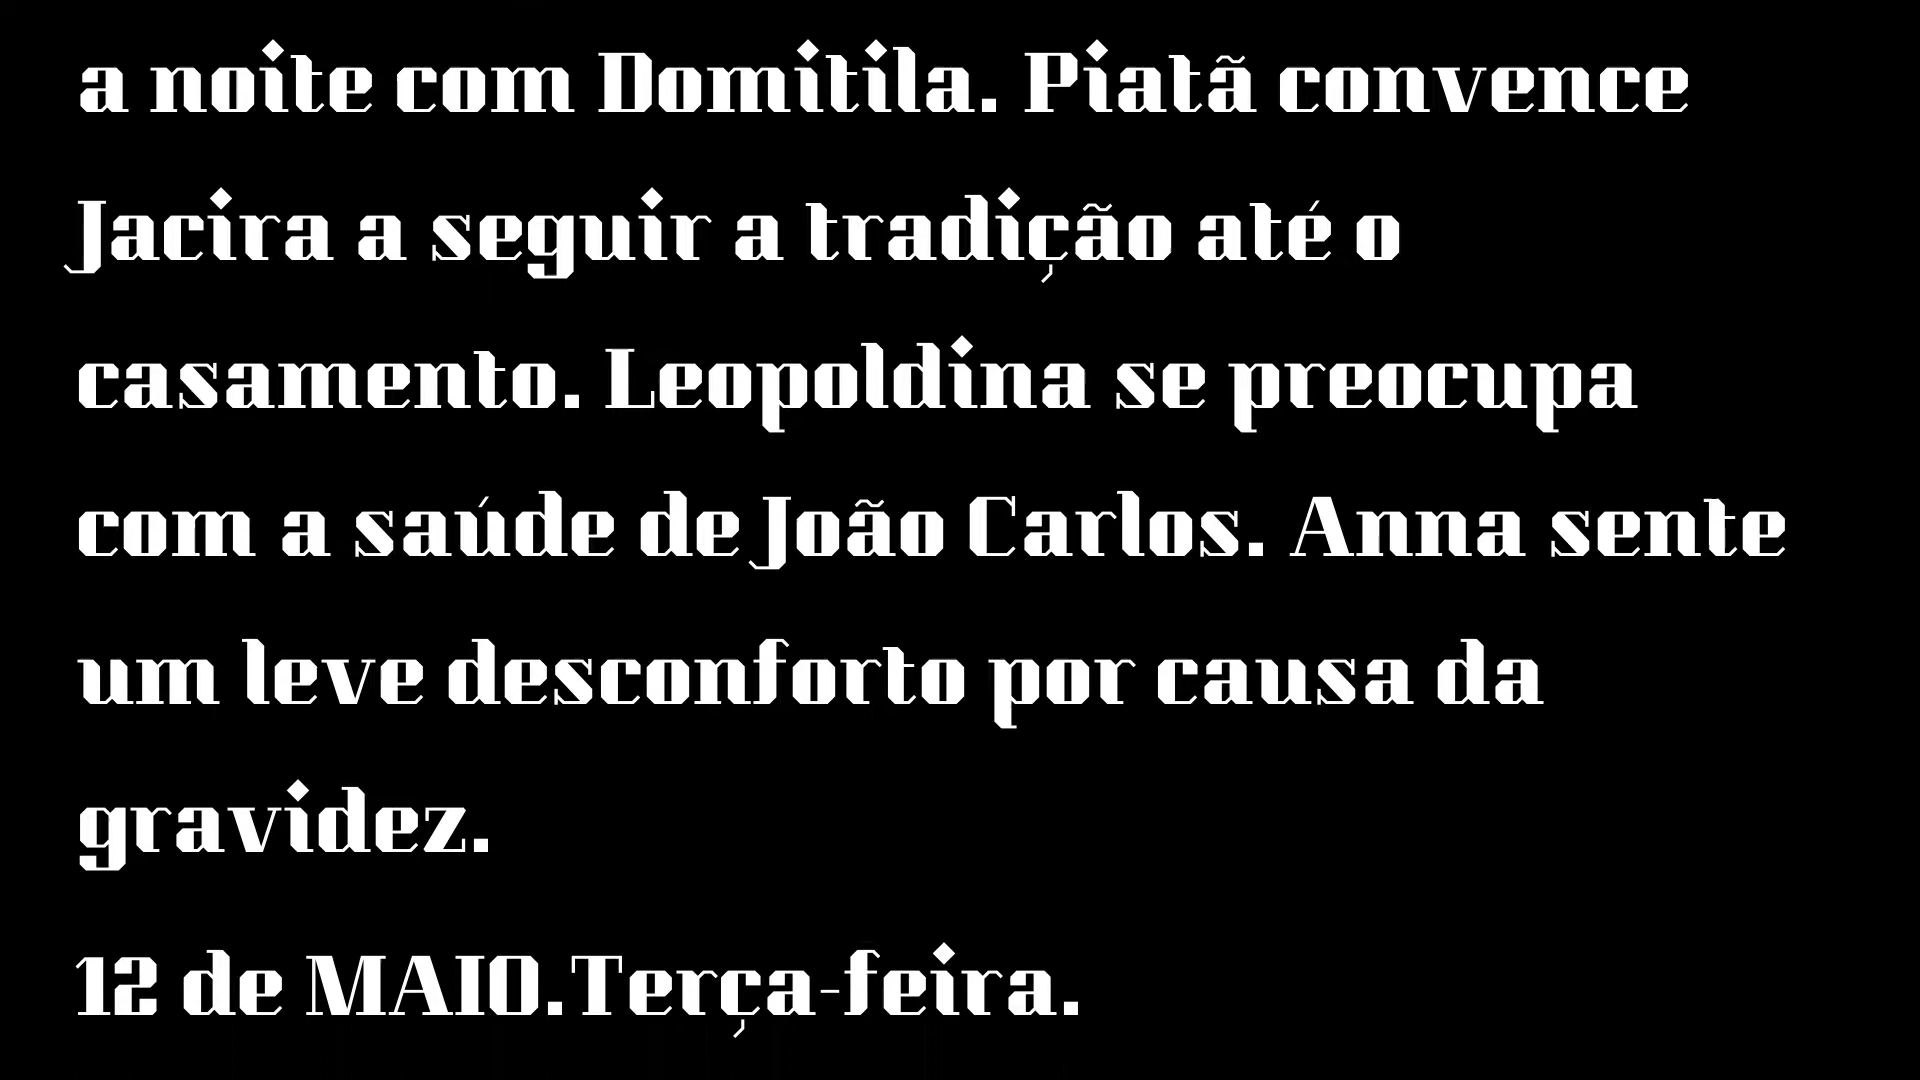 a noite com Domitila. Piatã convence
Jacira a seguir a tradição até o
casamento. Leopoldina se preocupa
com a saúde de João Carlos. Anna sente
um leve desconforto por causa da
gravidez.
12 de MAIO.Terça-feira.